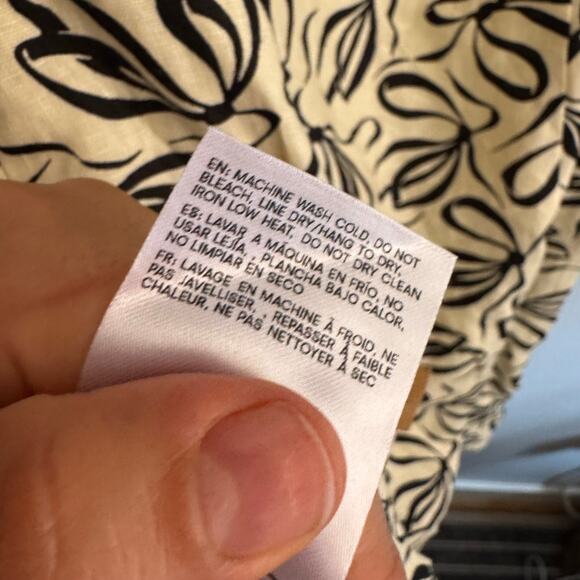 EN: MACHINE WASH COLD, DO NOT
BLEACH, LINE DRY/HANG TO DRY,
IRON LOW HEAT, DO NOT DRY CLEAN
ES: LAVAR A MÁQUINA EN FRÍO, NO
USAR LEJÍA, , PLANCHA BAJO CALOR,
NO LIMPIAR EN SECO
FR: LAVAGE EN MACHINE À FROID, NE
PAS JAVELLISER, , REPASSER À FAIBLE
CHALEUR, NE PAS NETTOYER À SEC